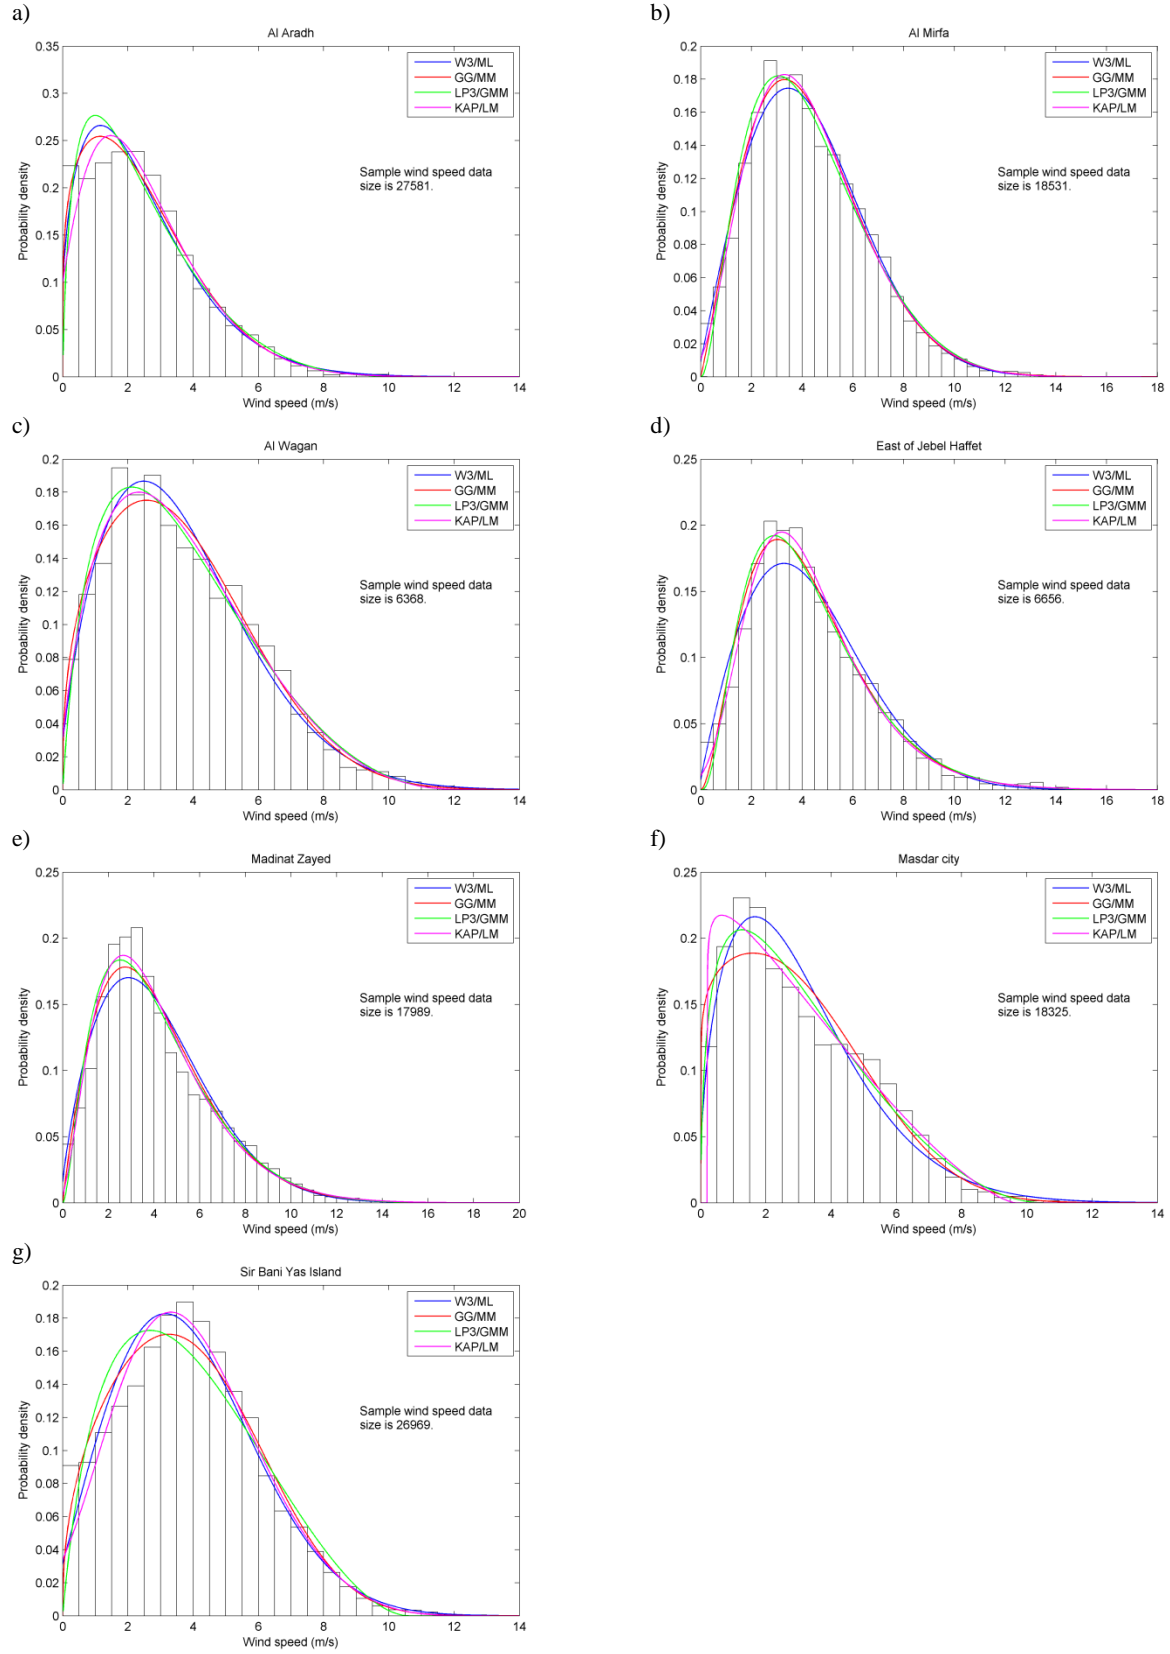 a)
Al Aradh
0.35
0.3
0.25
0.2
0.15
0.1
0.05
0
Probability density
W3/ML
GG/MM
LP3/GMM
KAP/LM
Sample wind speed data
size is 27581.
0 2 4 6 8 10 12 14
Wind speed (m/s)
b)
Al Mirfa
0.2
0.18
0.16
0.14
0.12
0.1
0.08
0.06
0.04
0.02
0
Probability density
W3/ML
GG/MM
LP3/GMM
KAP/LM
Sample wind speed data
size is 18531.
0 2 4 6 8 10 12 14 16 18
Wind speed (m/s)
c)
Al Wagan
0.2
0.18
0.16
0.14
0.12
0.1
0.08
0.06
0.04
0.02
0
Probability density
W3/ML
GG/MM
LP3/GMM
KAP/LM
Sample wind speed data
size is 6368.
0 2 4 6 8 10 12 14
Wind speed (m/s)
d)
East of Jebel Haffet
0.25
0.2
0.15
0.1
0.05
0
Probability density
W3/ML
GG/MM
LP3/GMM
KAP/LM
Sample wind speed data
size is 6656.
0 2 4 6 8 10 12 14 16 18
Wind speed (m/s)
e)
Madinat Zayed
0.25
0.2
0.15
0.1
0.05
0
Probability density
W3/ML
GG/MM
LP3/GMM
KAP/LM
Sample wind speed data
size is 17989.
0 2 4 6 8 10 12 14 16 18 20
Wind speed (m/s)
f)
Masdar city
0.25
0.2
0.15
0.1
0.05
0
Probability density
W3/ML
GG/MM
LP3/GMM
KAP/LM
Sample wind speed data
size is 18325.
0 2 4 6 8 10 12 14
Wind speed (m/s)
g)
Sir Bani Yas Island
0.2
0.18
0.16
0.14
0.12
0.1
0.08
0.06
0.04
0.02
0
Probability density
W3/ML
GG/MM
LP3/GMM
KAP/LM
Sample wind speed data
size is 26969.
0 2 4 6 8 10 12 14
Wind speed (m/s)